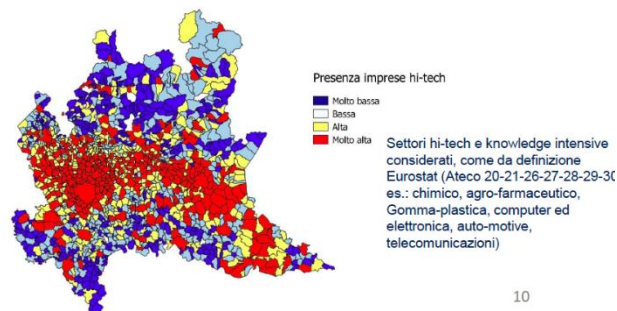 Presenza imprese hi-tech
Molto bassa
Bassa
Alta
Molto alta
Settori hi-tech e knowledge intensive
considerati, come da definizione
Eurostat (Ateco 20-21-26-27-28-29-30
es.: chimico, agro-farmaceutico,
Gomma-plastica, computer ed
elettronica, auto-motive,
telecomunicazioni)
10